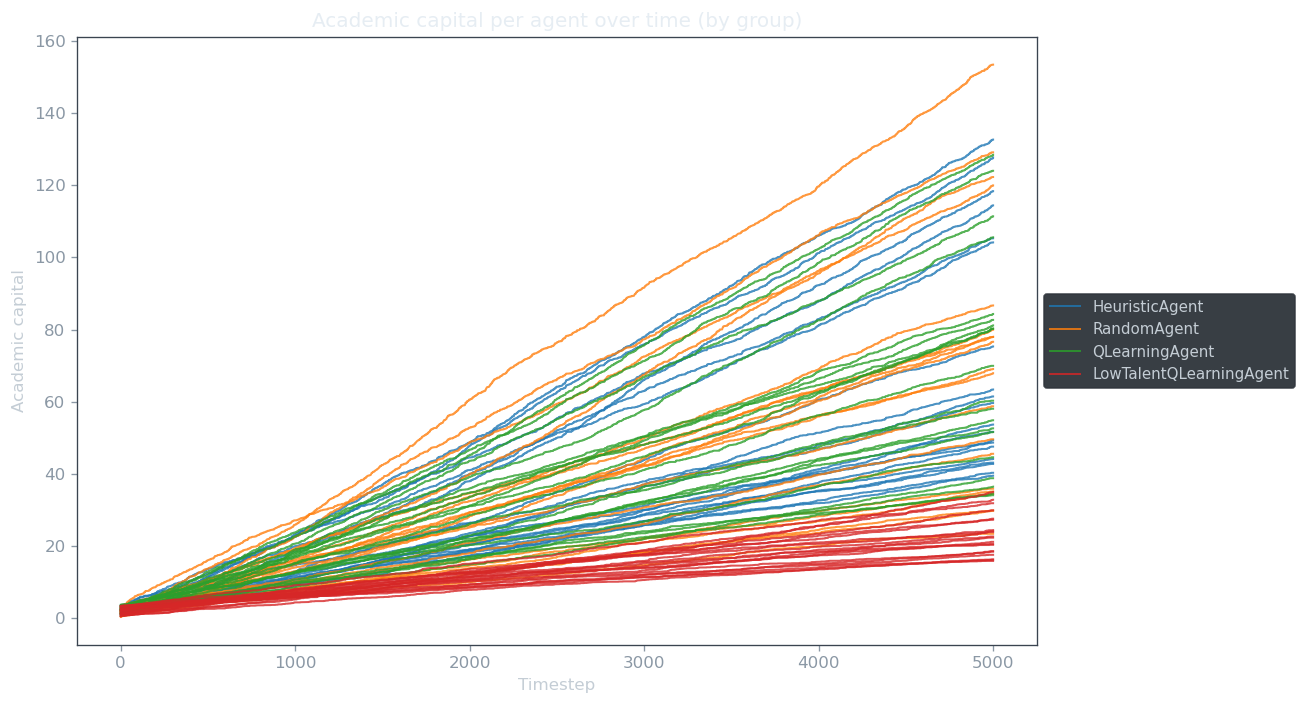 Academic capital per agent over time (by group)
160
140
120
100
80
60
40
20
0
Academic capital
0 1000 2000 3000 4000 5000
Timestep
HeuristicAgent
RandomAgent
QLearningAgent
LowTalentQLearningAgent